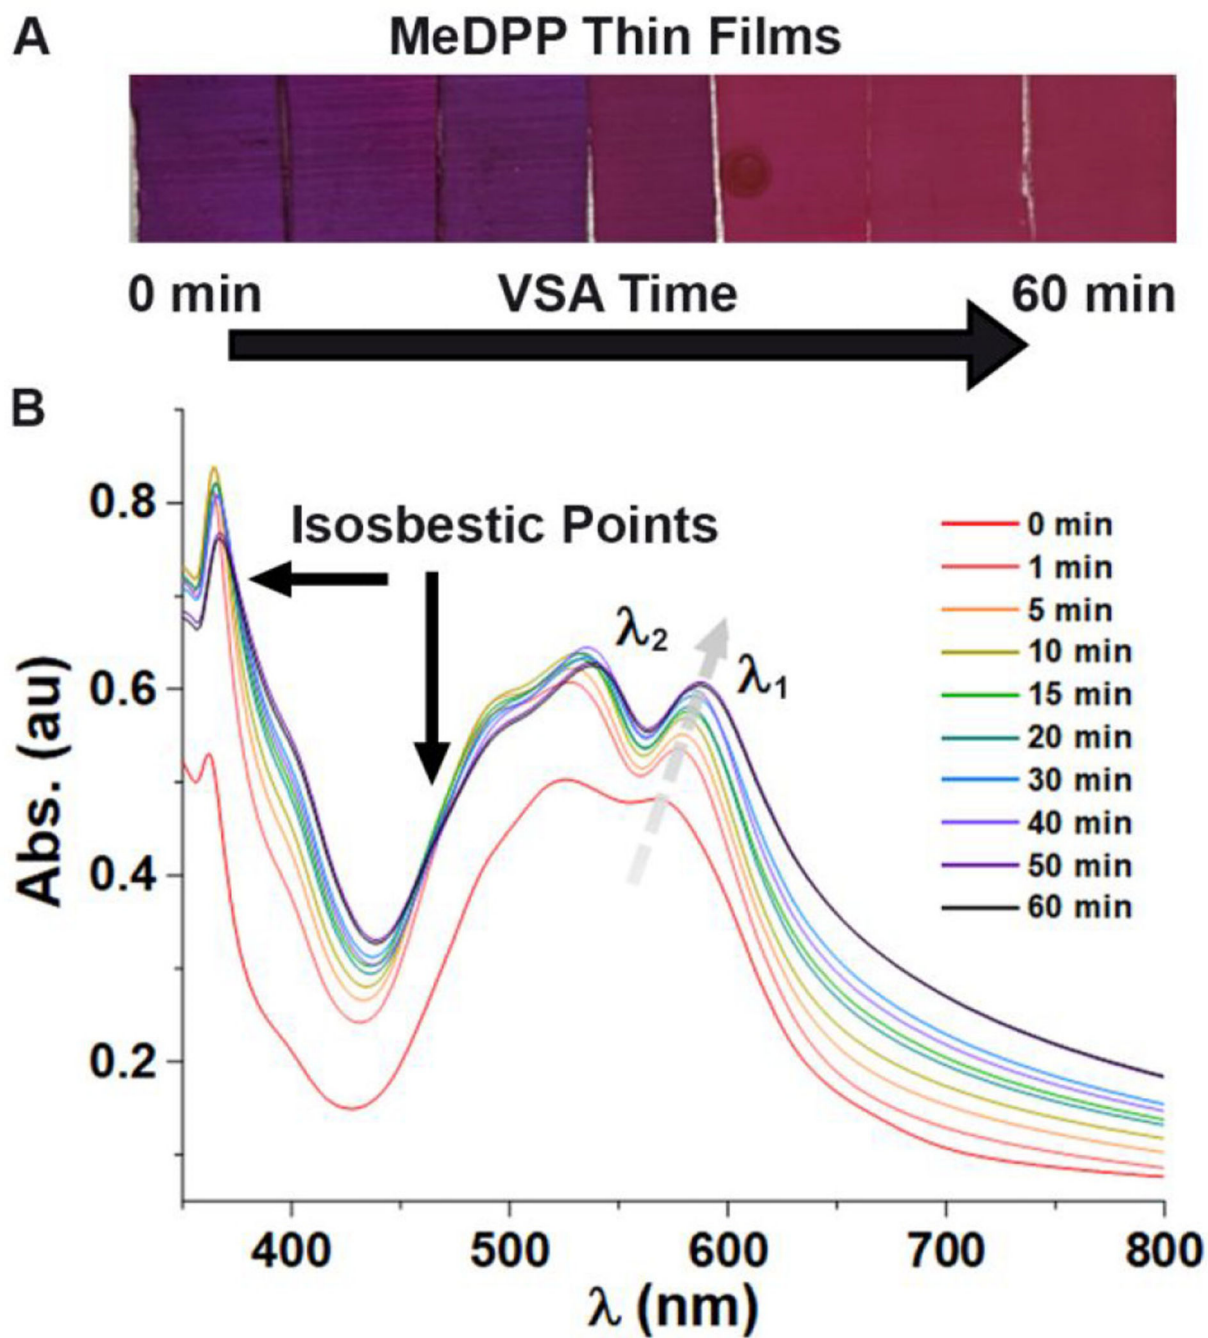 A
MeDPP Thin Films
0 min
VSA Time
60 min
B
Isosbestic Points
λ2
λ1
0 min
1 min
5 min
10 min
15 min
20 min
30 min
40 min
50 min
60 min
Abs. (au)
0.8
0.6
0.4
0.2
400
500
600
700
800
λ (nm)